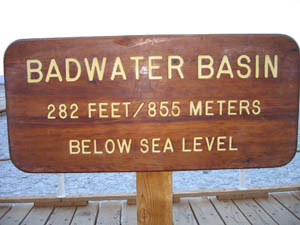 BADWATER BASIN
282 FEET/85.5 METERS
BELOW SEA LEVEL